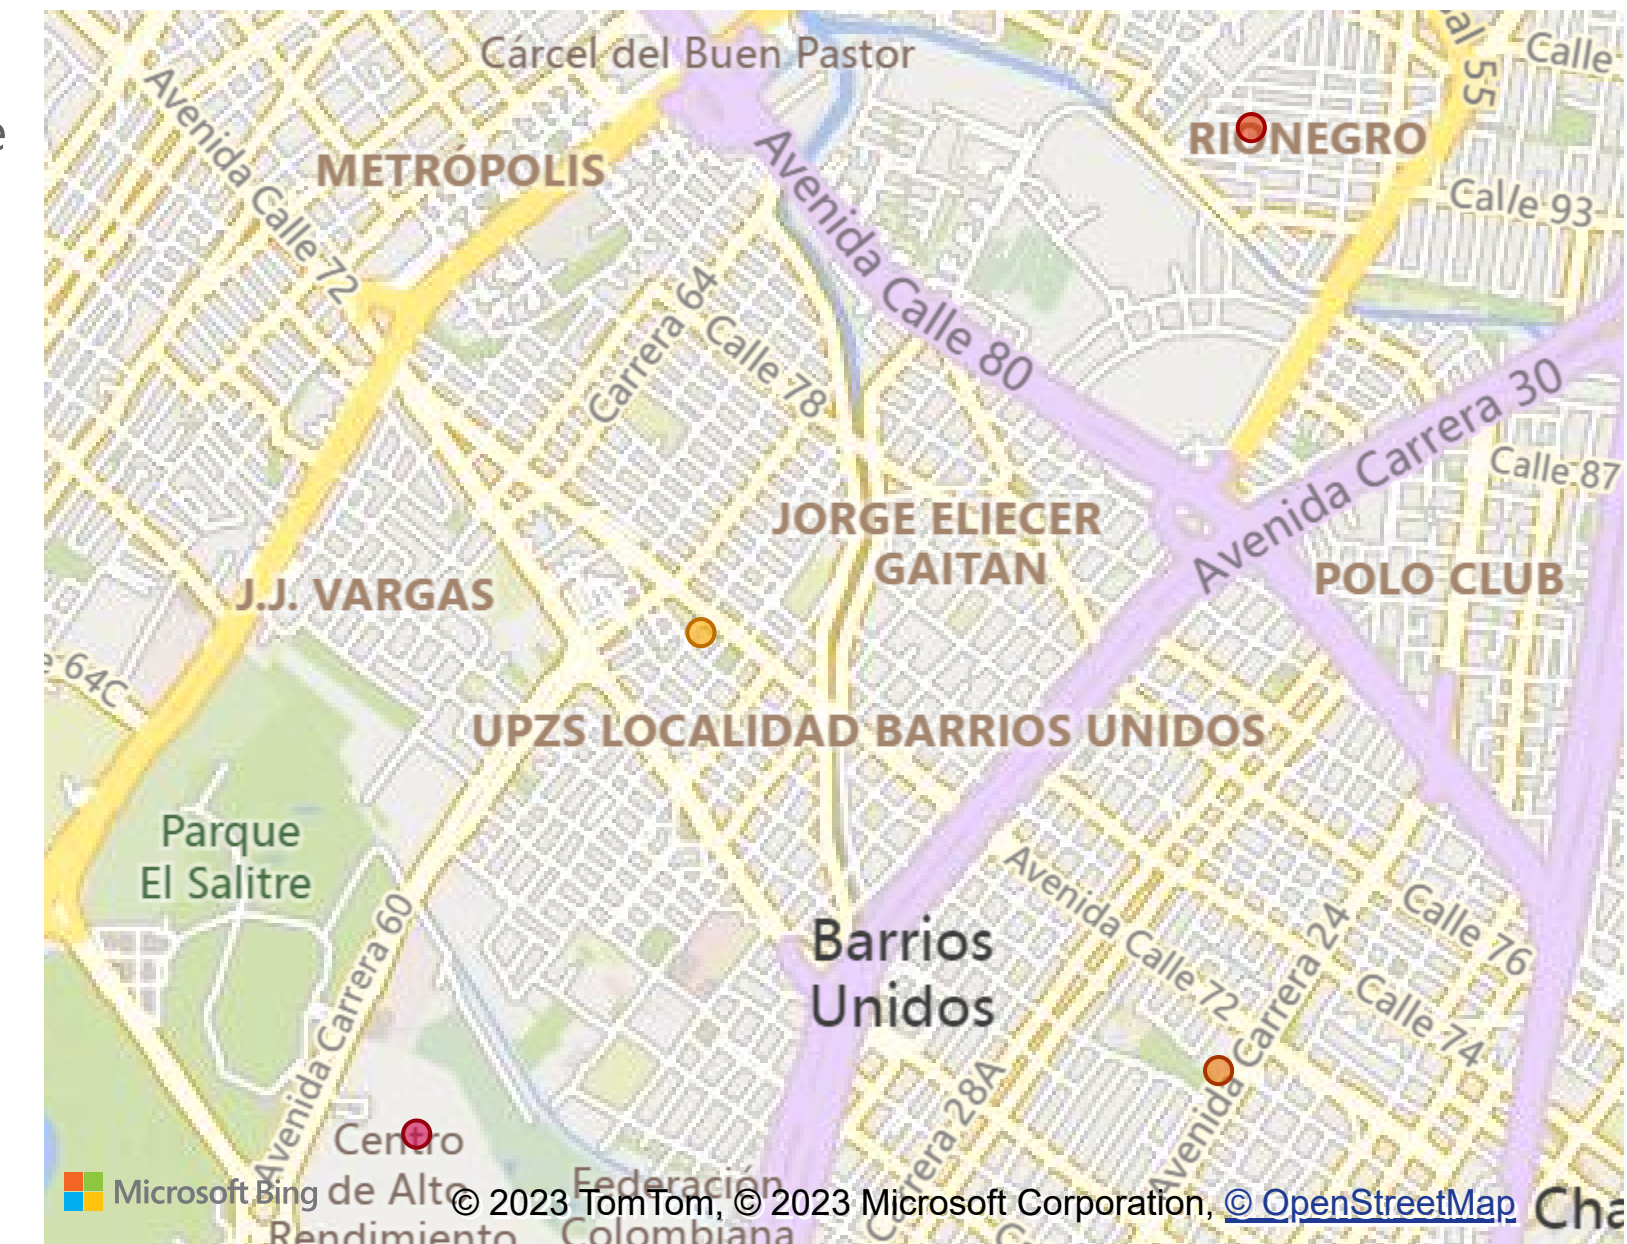 Cárcel del Buen Pastor
al 55
Calle
e
Avenida Calle 72
METRÓPOLIS
Avenida Calle 80
RIONEGRO
Calle 93
Carrera 64
Calle 78
Avenida Carrera 30
Calle 87
JORGE ELIECER
GAITAN
J.J. VARGAS
POLO CLUB
e 64C
UPZS LOCALIDAD BARRIOS UNIDOS
Parque
El Salitre
Avenida Carrera 60
Barrios
Unidos
Avenida Calle 72
Avenida Carrera 24
Calle 76
Calle 74
Carrera 28A
Centro
de Alto
Rendimiento
Federación
Colombiana
Microsoft Bing
© 2023 TomTom, © 2023 Microsoft Corporation, © OpenStreetMap
Cha